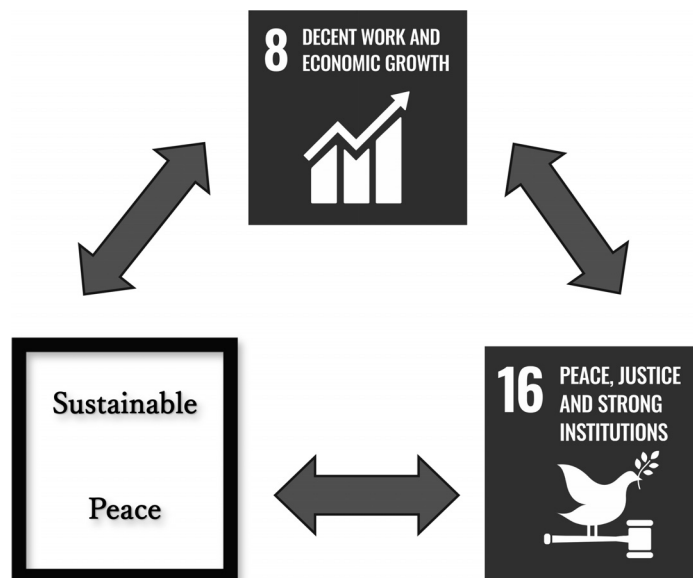 8 DECENT WORK AND
ECONOMIC GROWTH
Sustainable
Peace
16 PEACE, JUSTICE
AND STRONG
INSTITUTIONS